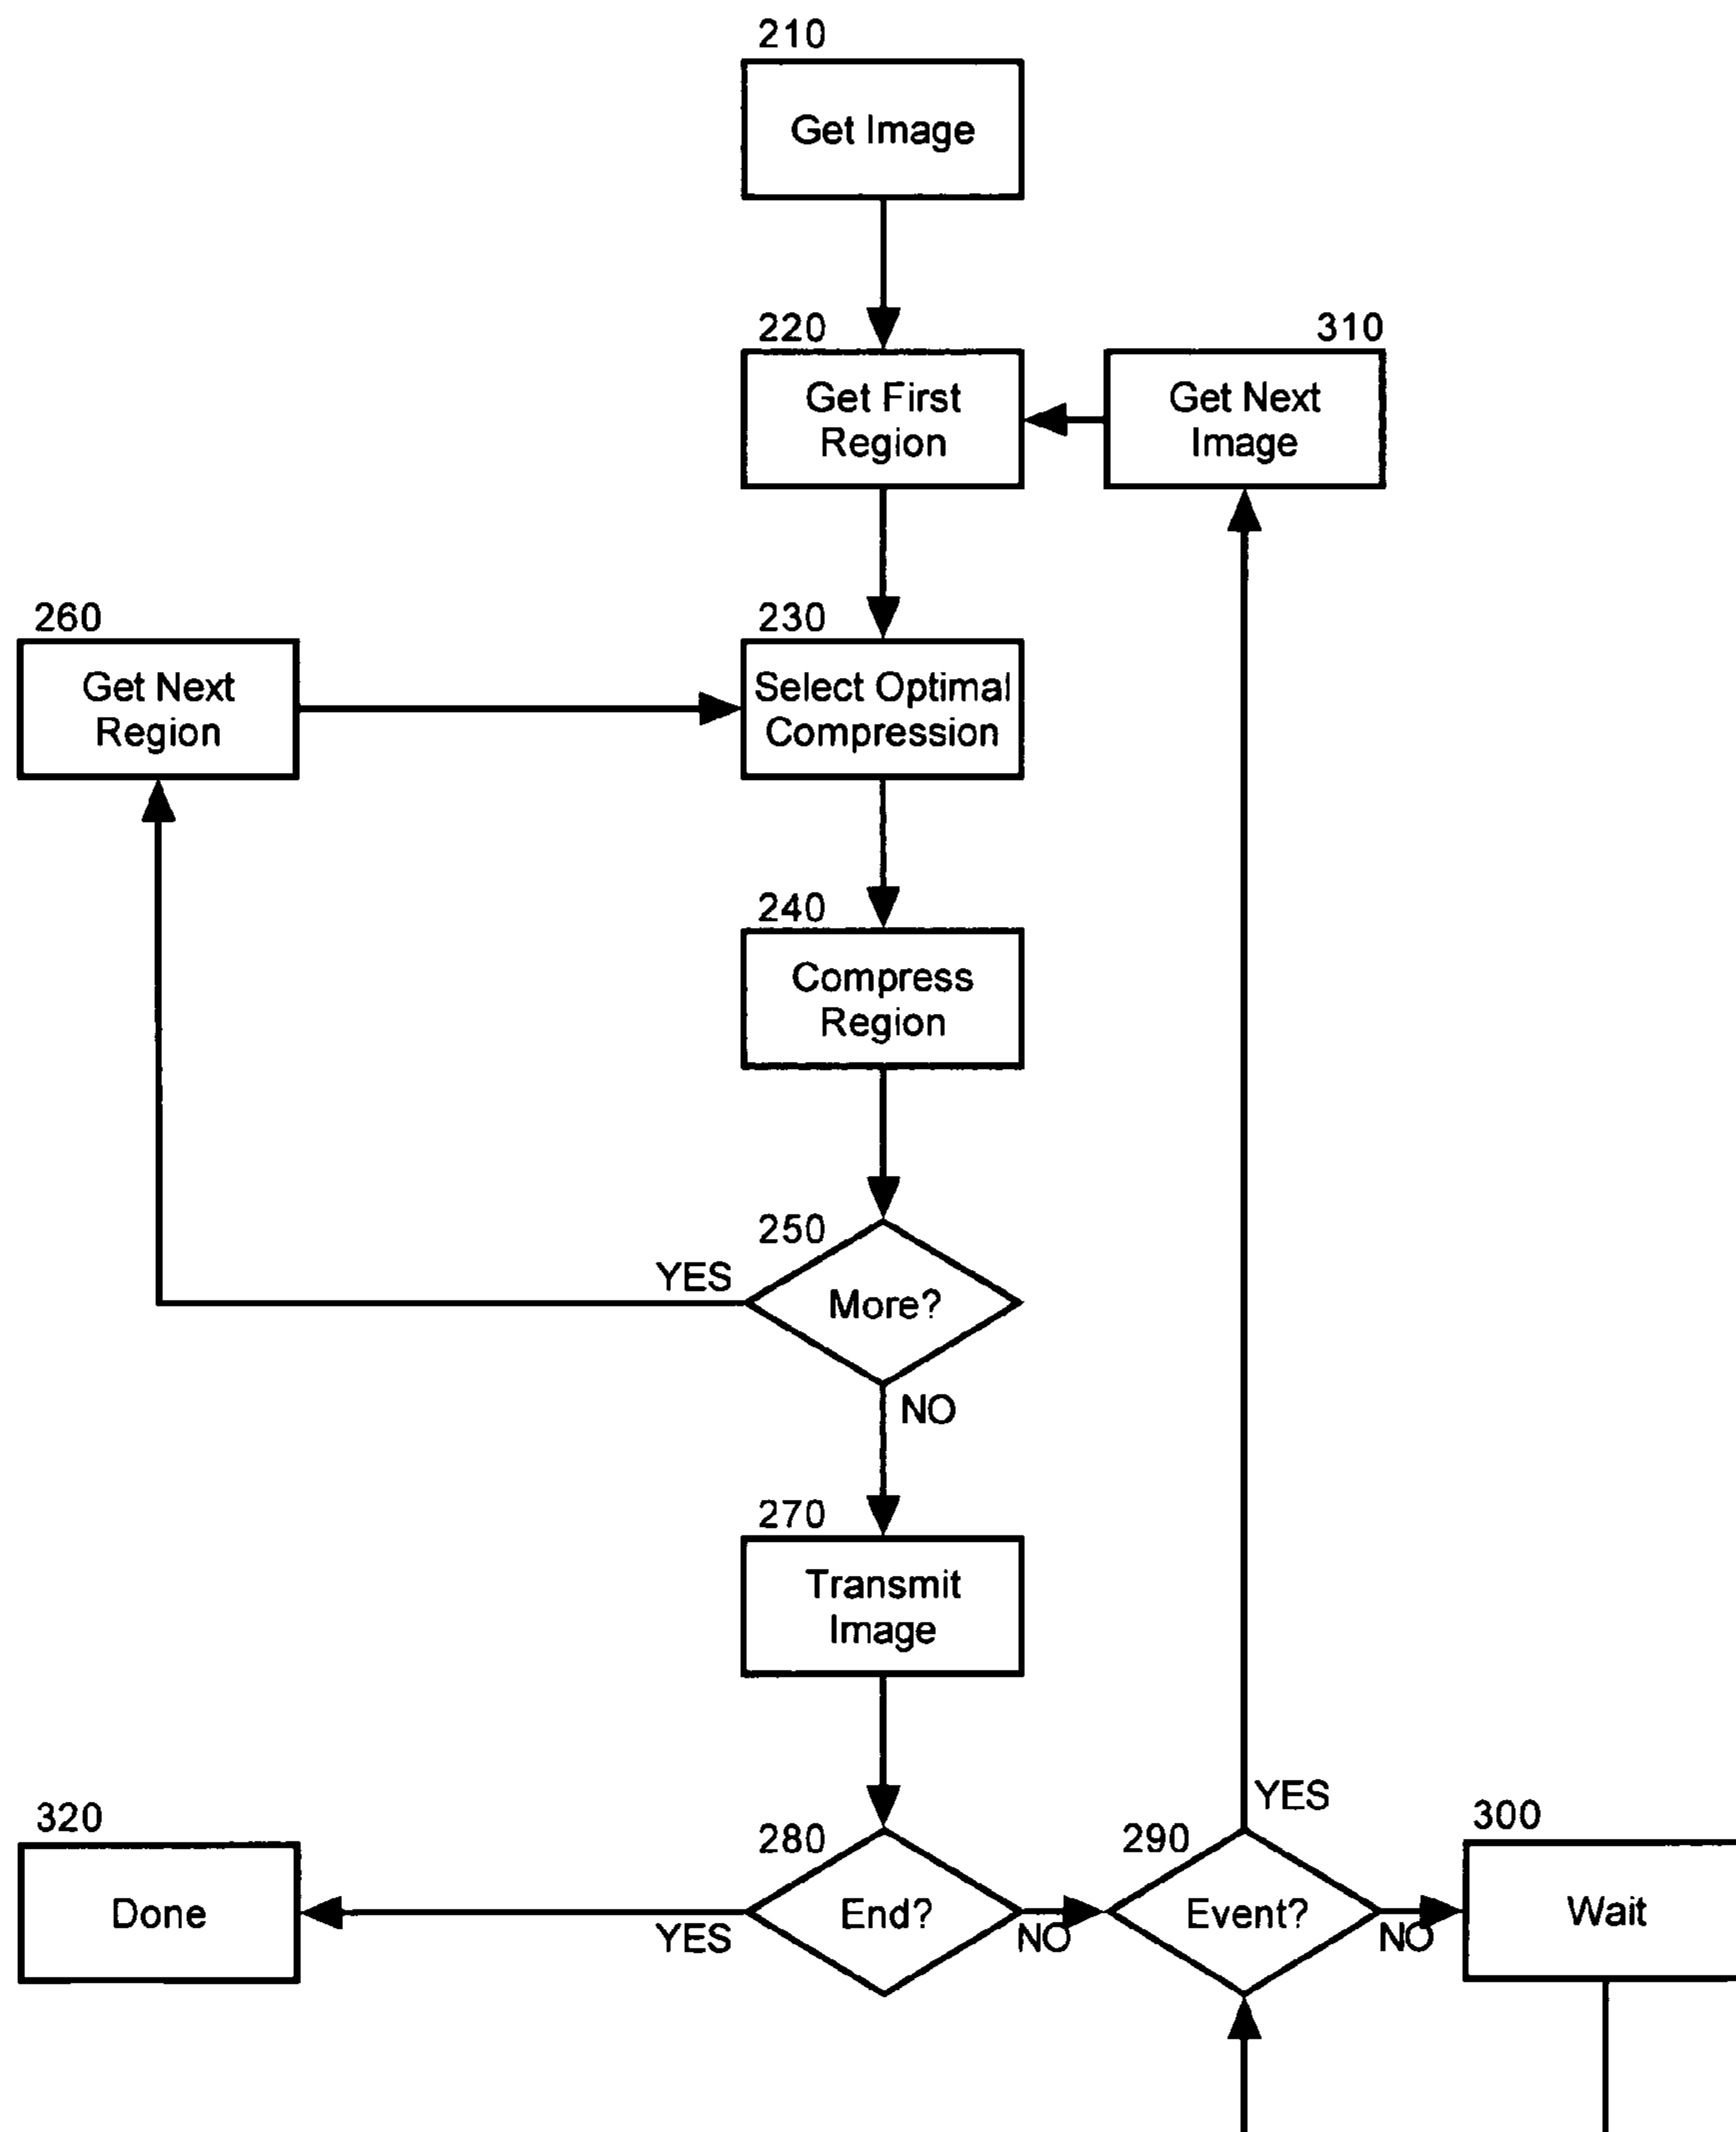 210
Get Image
220
Get First
Region
310
Get Next
Image
260
Get Next
Region
230
Select Optimal
Compression
240
Compress
Region
250
YES
More?
NO
270
Transmit
Image
320
Done
280
YES
End?
NO
290
YES
Event?
NO
300
Wait